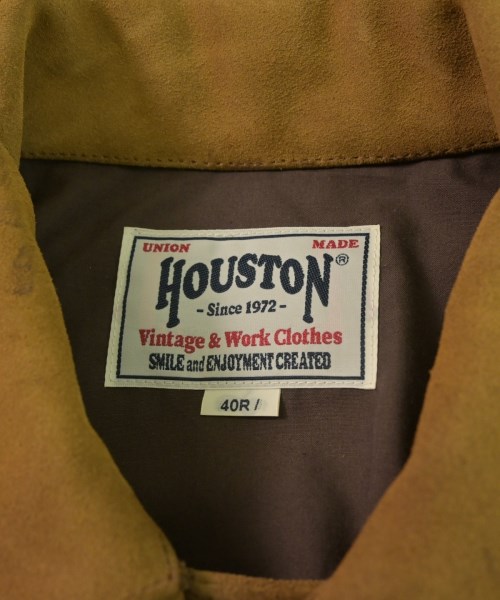 UNION MADE
HOUSTON®
- Since 1972 -
Vintage & Work Clothes
SMILE and ENJOYMENT CREATED
40R /